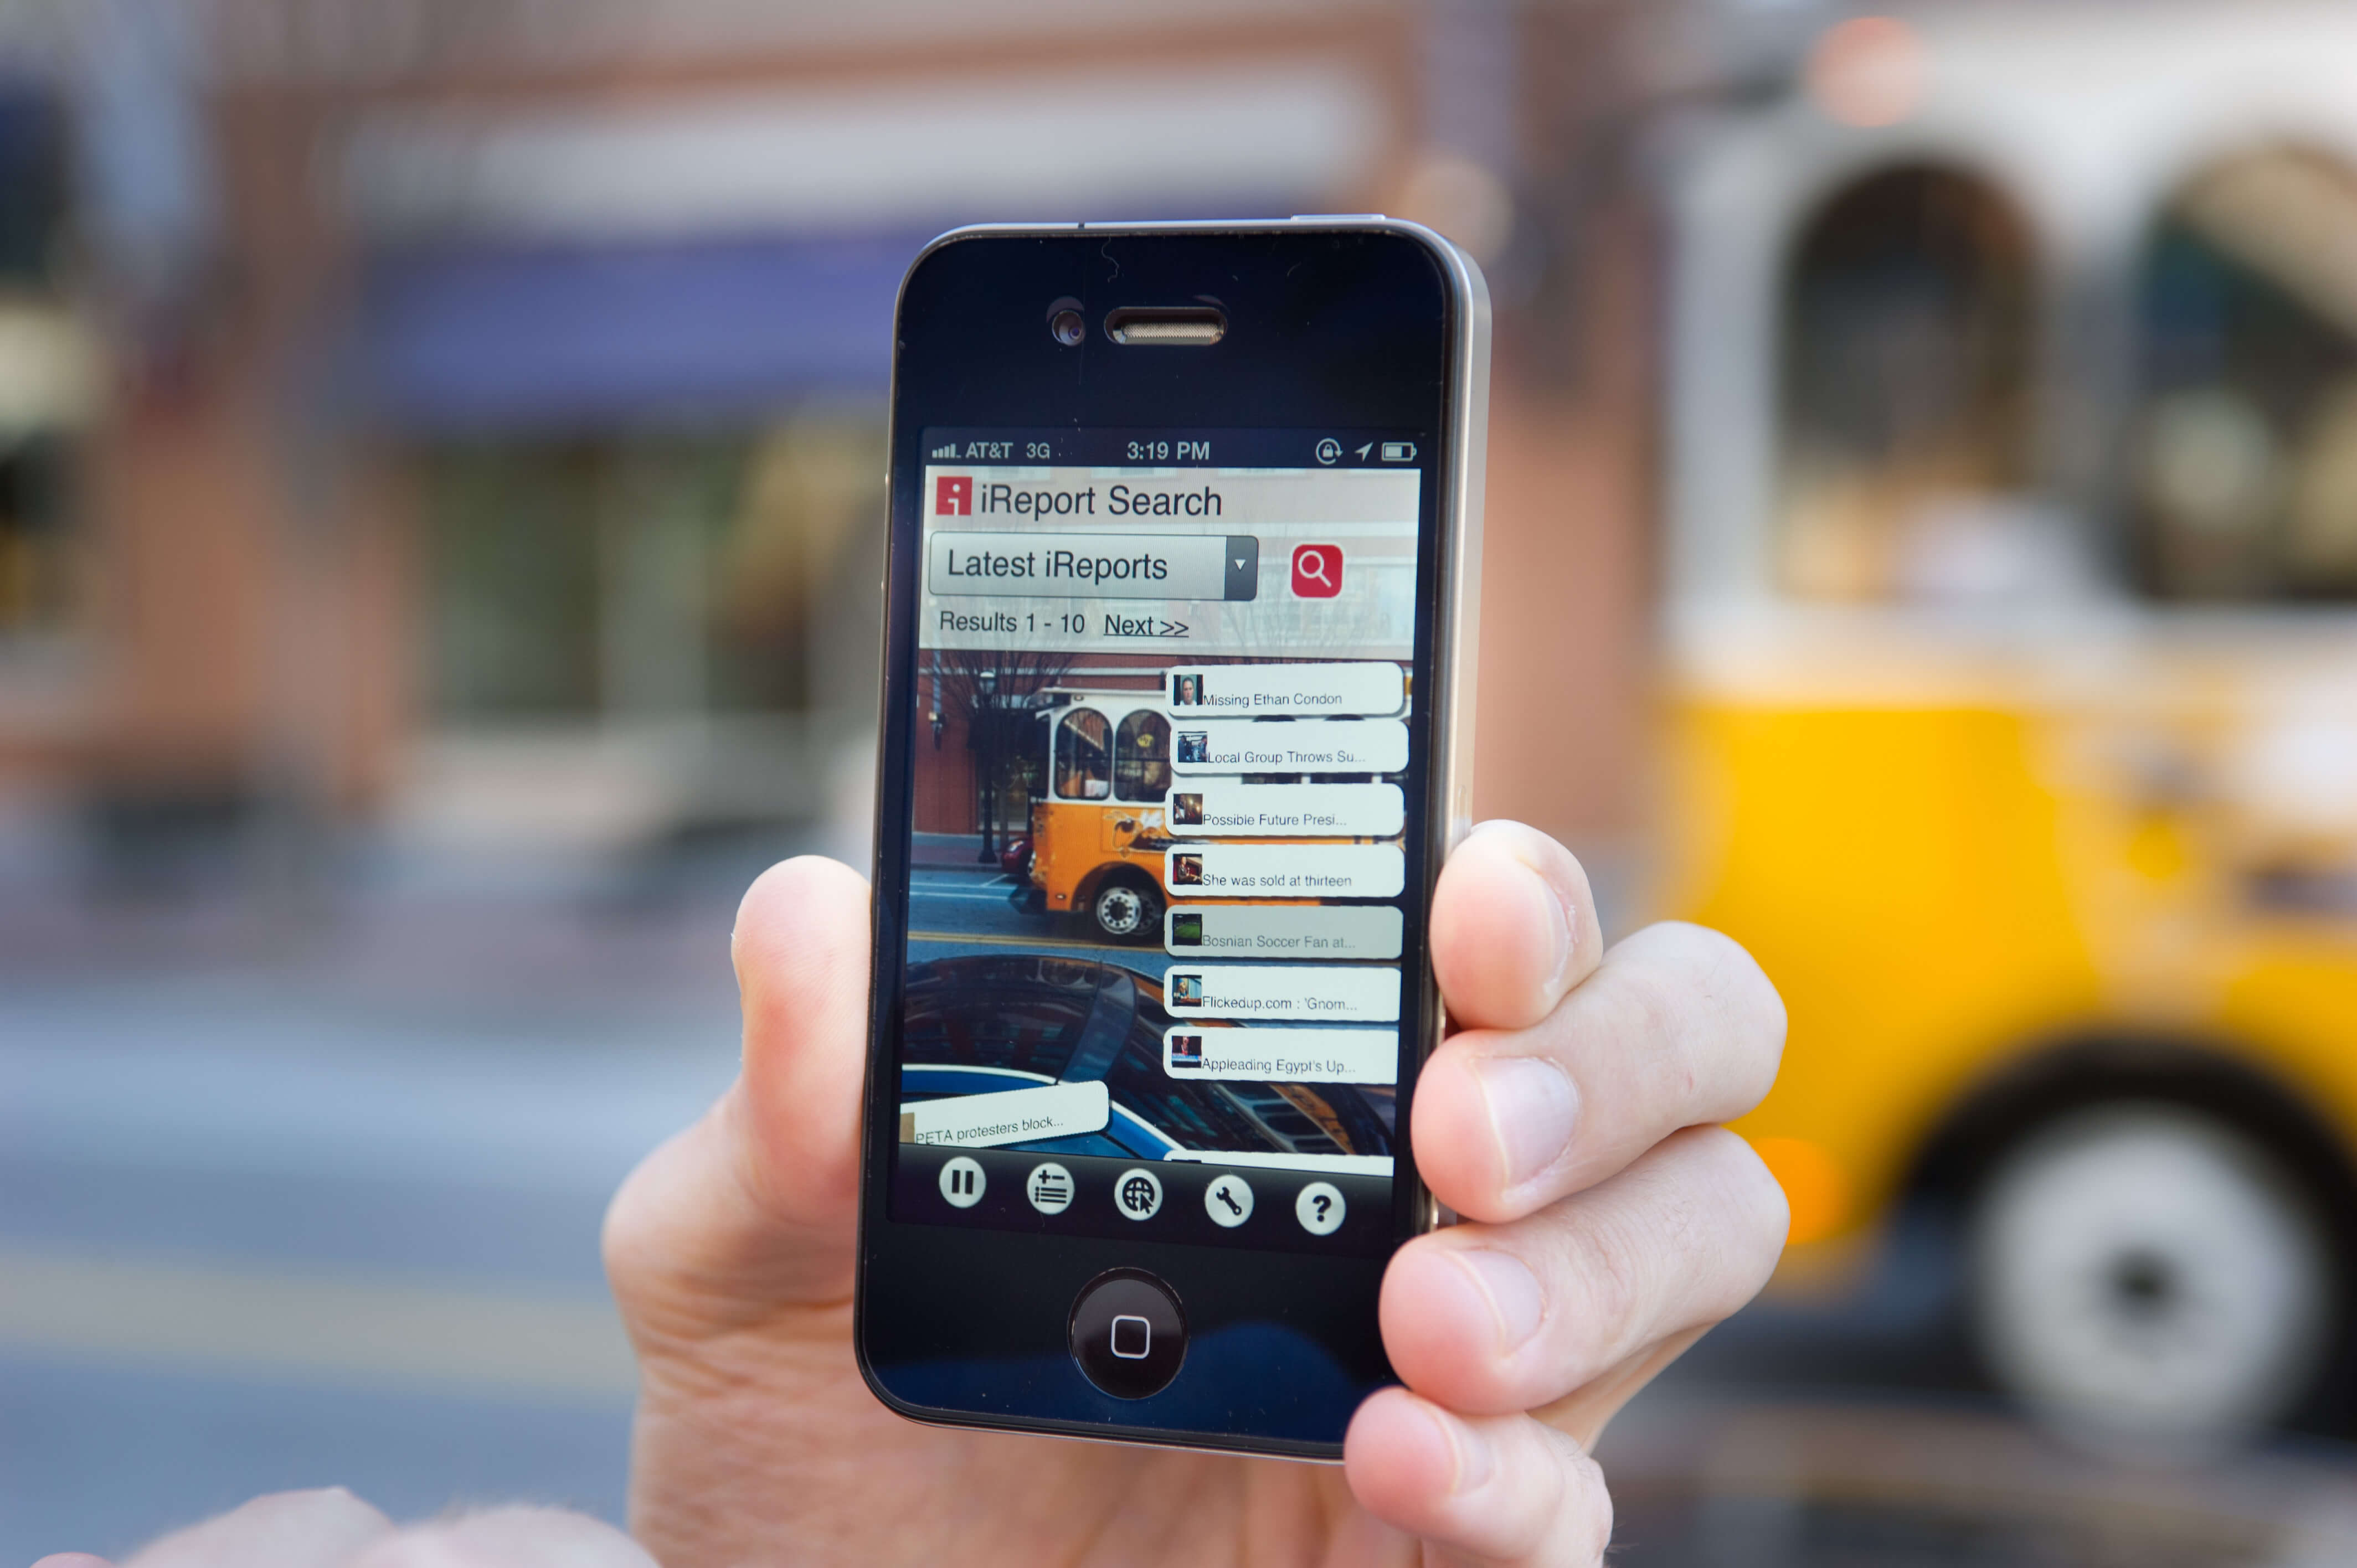 AT&T 3G 3:19 PM
iReport Search
Latest iReports
Results 1 - 10 Next >>
Missing Ethan Condon
Local Group Throws Su...
Possible Future Presi...
She was sold at thirteen
Bosnian Soccer Fan at...
Flickedup.com : 'Gnom...
Appleading Egypt's Up...
PETA protesters block...
?